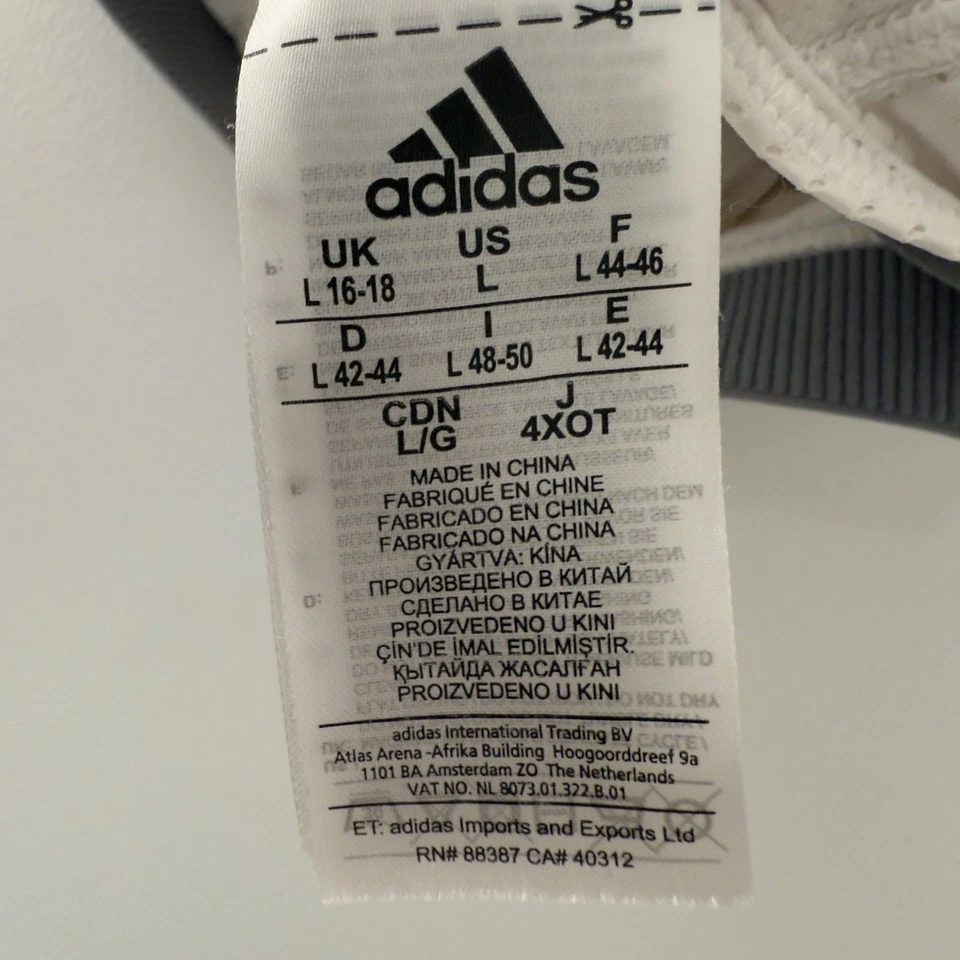 adidas
UK US F
L 16-18 L L 44-46
D I E
L 42-44 L 48-50 L 42-44
CDN J
L/G 4XOT
MADE IN CHINA
FABRIQUÉ EN CHINE
FABRICADO EN CHINA
FABRICADO NA CHINA
GYÁRTVA: KÍNA
ПРОИЗВЕДЕНО В КИТАЙ
СДЕЛАНО В КИТАЕ
PROIZVEDENO U KINI
ÇİN'DE İMAL EDİLMİŞTİR.
ҚЫТАЙДА ЖАСАЛҒАН
PROIZVEDENO U KINI
adidas International Trading BV
Atlas Arena -Afrika Building Hoogoorddreef 9a
1101 BA Amsterdam ZO The Netherlands
VAT NO. NL 8073.01.322.B.01
ET: adidas Imports and Exports Ltd
RN# 88387 CA# 40312